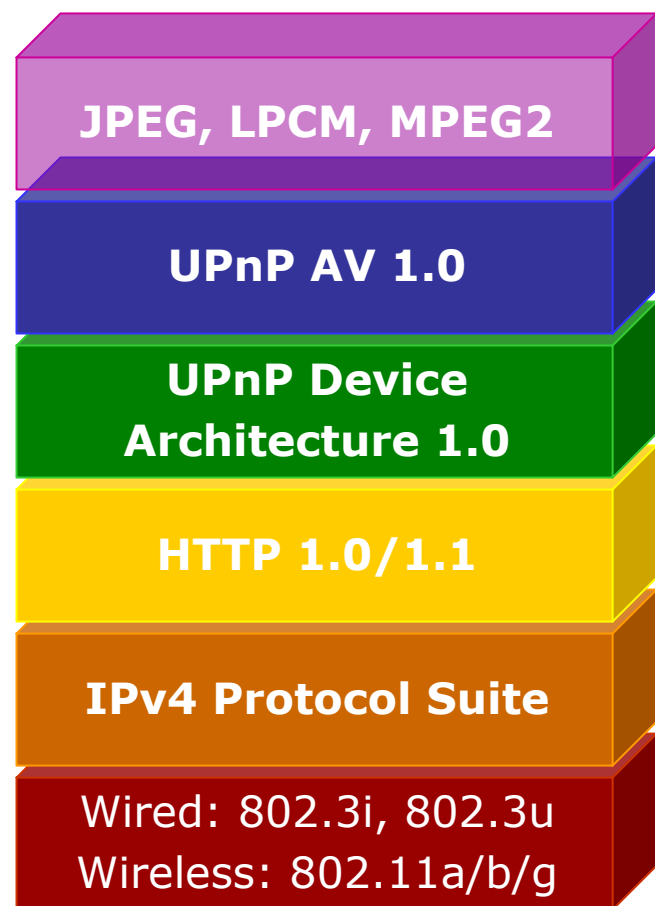 JPEG, LPCM, MPEG2
UPnP AV 1.0
UPnP Device
Architecture 1.0
HTTP 1.0/1.1
IPv4 Protocol Suite
Wired: 802.3i, 802.3u
Wireless: 802.11a/b/g